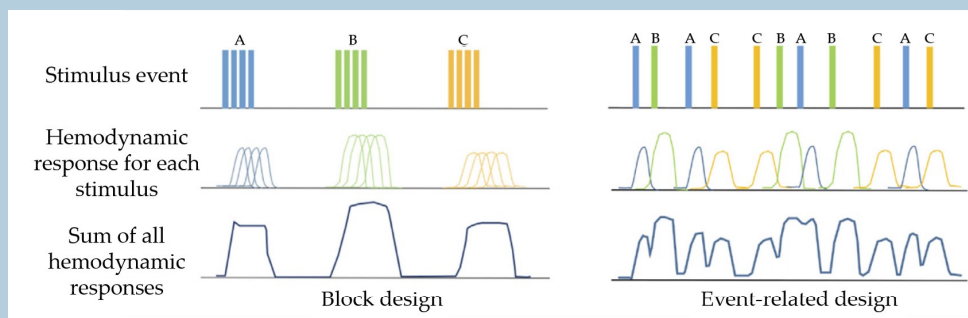 A B C
A B A C C B A B C A C
Stimulus event
Hemodynamic
response for each
stimulus
Sum of all
hemodynamic
responses
Block design
Event-related design